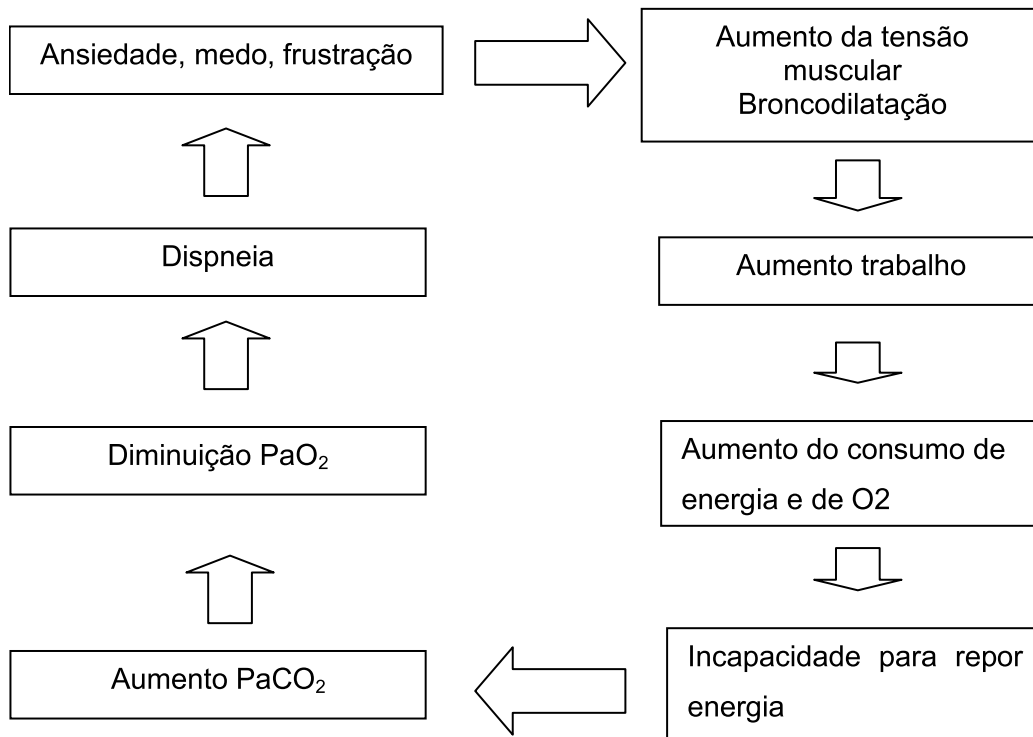 Ansiedade, medo, frustração
Aumento da tensão
muscular
Broncodilatação
Dispneia
Aumento trabalho
Diminuição PaO₂
Aumento do consumo de
energia e de O2
Aumento PaCO₂
Incapacidade para repor
energia